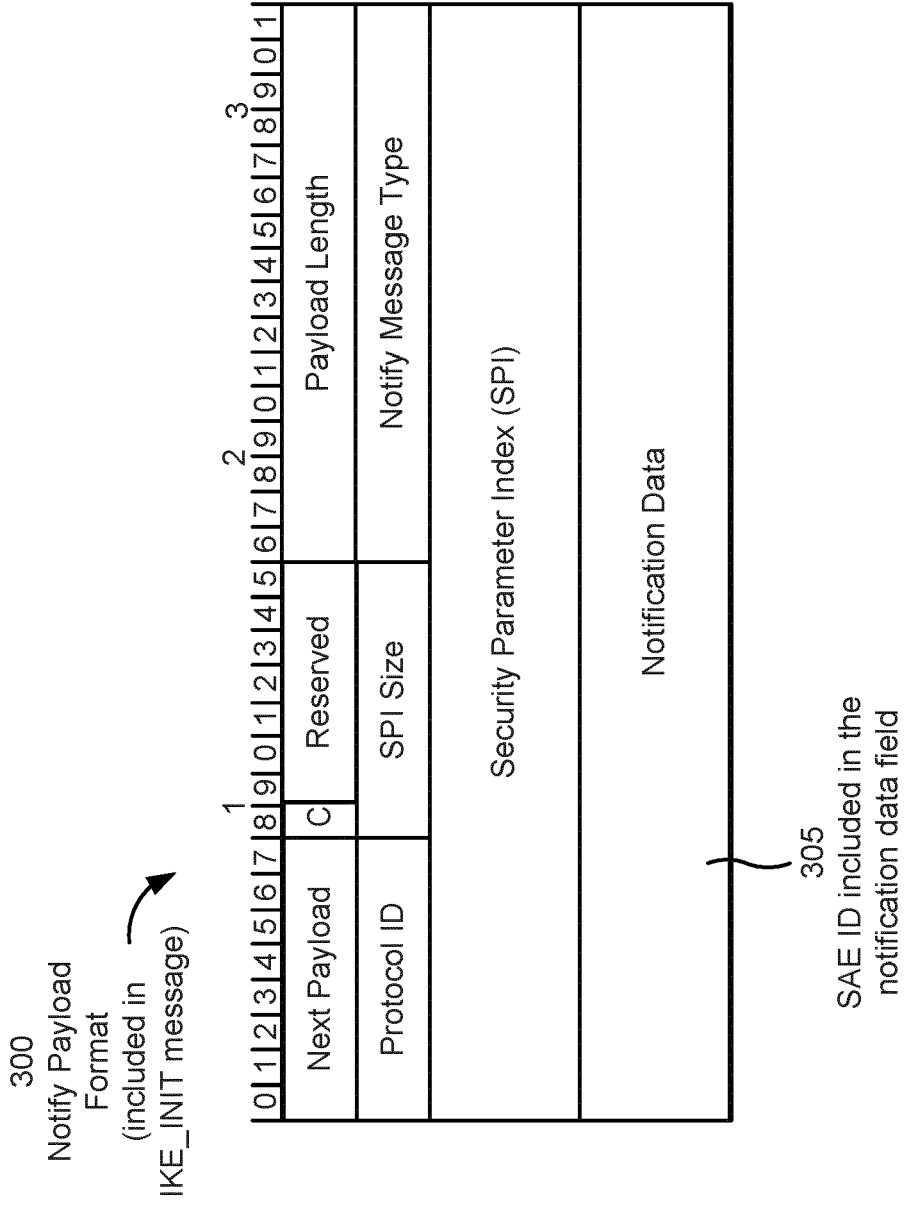 300
Notify Payload
Format
(included in
IKE_INIT message)
1 2 3
0|1|2|3|4|5|6|7|8|9|0|1|2|3|4|5|6|7|8|9|0|1|2|3|4|5|6|7|8|9|0|1
Next Payload C Reserved Payload Length
Protocol ID SPI Size Notify Message Type
Security Parameter Index (SPI)
Notification Data
305
SAE ID included in the
notification data field